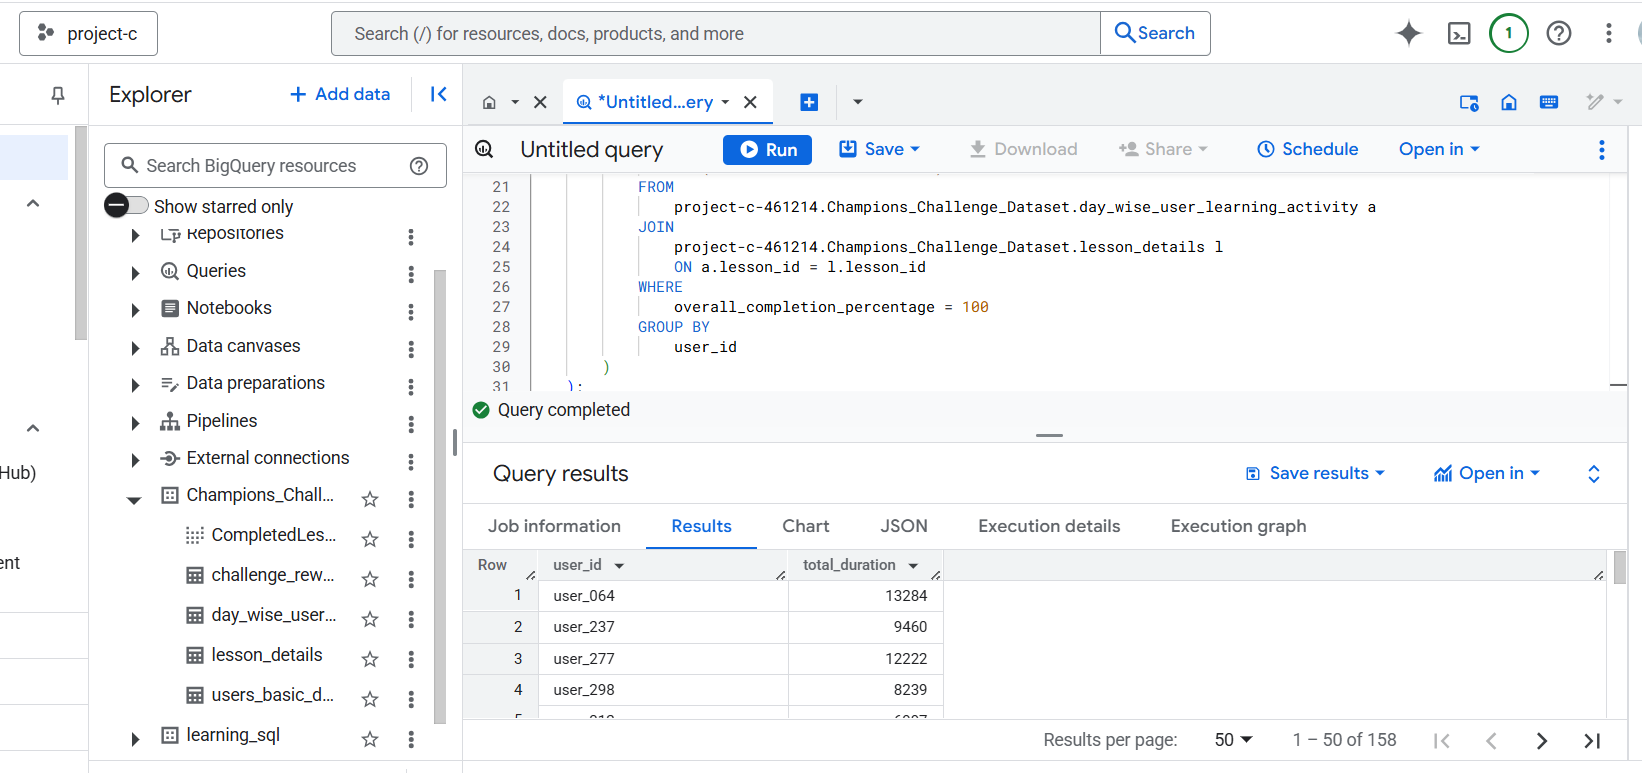 project-c
Search (/) for resources, docs, products, and more
Search
1
Explorer
+ Add data
*Untitled...ery
Search BigQuery resources
Show starred only
Repositories
Queries
Notebooks
Data canvases
Data preparations
Pipelines
External connections
Champions_Chall...
CompletedLes...
challenge_rew...
day_wise_user...
lesson_details
users_basic_d...
learning_sql
Hub)
ent
Untitled query
Run
Save
Download
Share
Schedule
Open in
21 FROM
22 project-c-461214.Champions_Challenge_Dataset.day_wise_user_learning_activity a
23 JOIN
24 project-c-461214.Champions_Challenge_Dataset.lesson_details l
25 ON a.lesson_id = l.lesson_id
26 WHERE
27 overall_completion_percentage = 100
28 GROUP BY
29 user_id
30 )
31 );
Query completed
Query results
Save results
Open in
Job information Results Chart JSON Execution details Execution graph
Row user_id total_duration
1 user_064 13284
2 user_237 9460
3 user_277 12222
4 user_298 8239
Results per page: 50 1 – 50 of 158